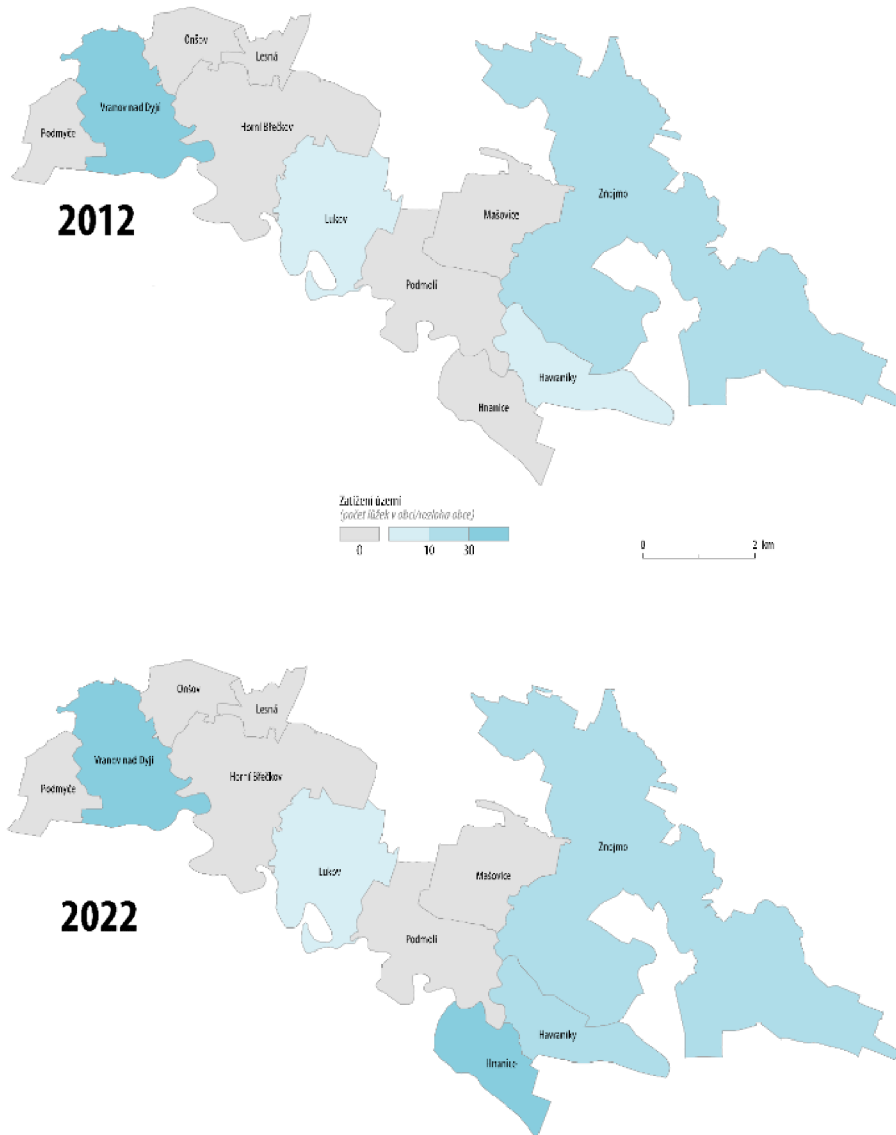 Onšov
Lesná
Vranov nad Dyjí
Horní Břečkov
Podmyče
Znojmo
2012
Lukov
Mašovice
Podmolí
Havraníky
Hnanice
Zatížení území
(počet lůžek v obci/rozloha obce)
0 10 30
0 2 km
Onšov
Lesná
Vranov nad Dyjí
Horní Břečkov
Podmyče
Znojmo
Lukov
Mašovice
2022
Podmolí
Havraníky
Hnanice